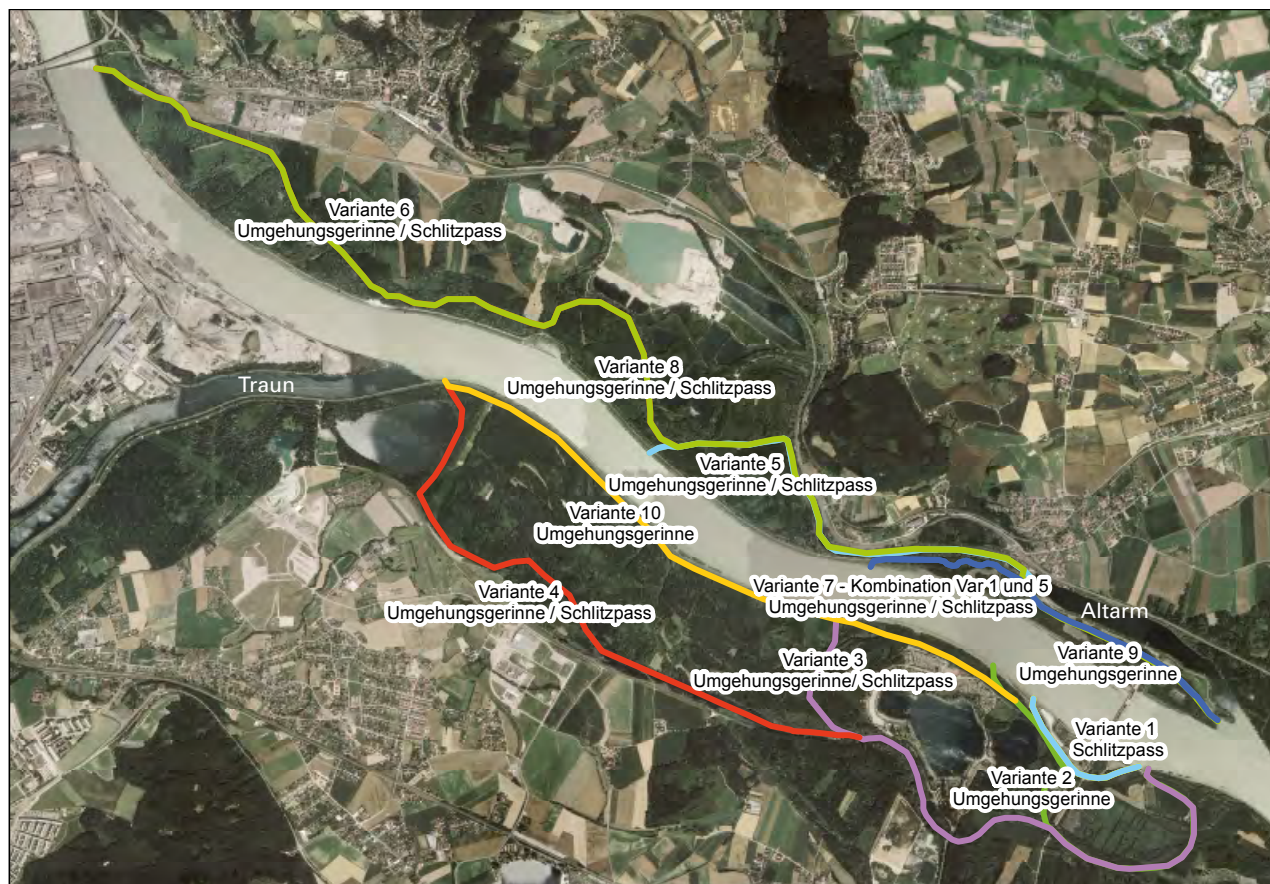 Variante 6
Umgehungsgerinne / Schlitzpass
Variante 8
Umgehungsgerinne / Schlitzpass
Traun
Variante 5
Umgehungsgerinne / Schlitzpass
Variante 10
Umgehungsgerinne
Variante 7 - Kombination Var 1 und 5
Umgehungsgerinne / Schlitzpass
Variante 4
Umgehungsgerinne / Schlitzpass
Altarm
Variante 3
Umgehungsgerinne/ Schlitzpass
Variante 9
Umgehungsgerinne
Variante 1
Schlitzpass
Variante 2
Umgehungsgerinne